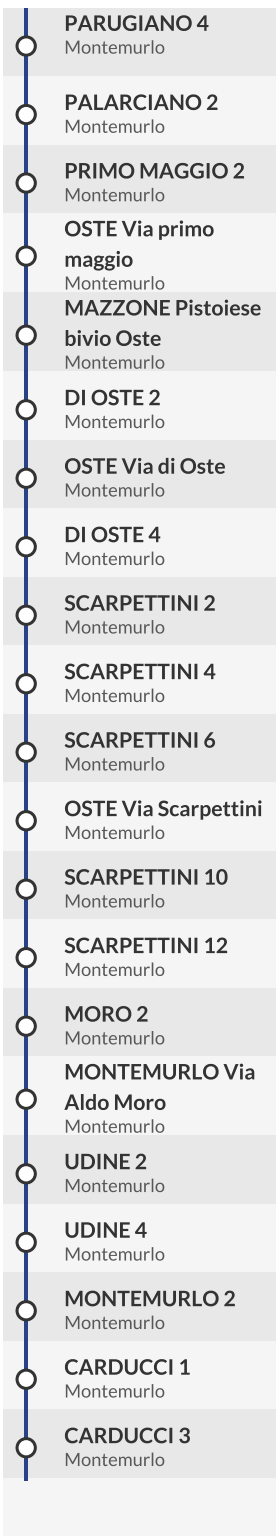 PARUGIANO 4
Montemurlo
PALARCIANO 2
Montemurlo
PRIMO MAGGIO 2
Montemurlo
OSTE Via primo
maggio
Montemurlo
MAZZONE Pistoiese
bivio Oste
Montemurlo
DI OSTE 2
Montemurlo
OSTE Via di Oste
Montemurlo
DI OSTE 4
Montemurlo
SCARPETTINI 2
Montemurlo
SCARPETTINI 4
Montemurlo
SCARPETTINI 6
Montemurlo
OSTE Via Scarpettini
Montemurlo
SCARPETTINI 10
Montemurlo
SCARPETTINI 12
Montemurlo
MORO 2
Montemurlo
MONTEMURLO Via
Aldo Moro
Montemurlo
UDINE 2
Montemurlo
UDINE 4
Montemurlo
MONTEMURLO 2
Montemurlo
CARDUCCI 1
Montemurlo
CARDUCCI 3
Montemurlo